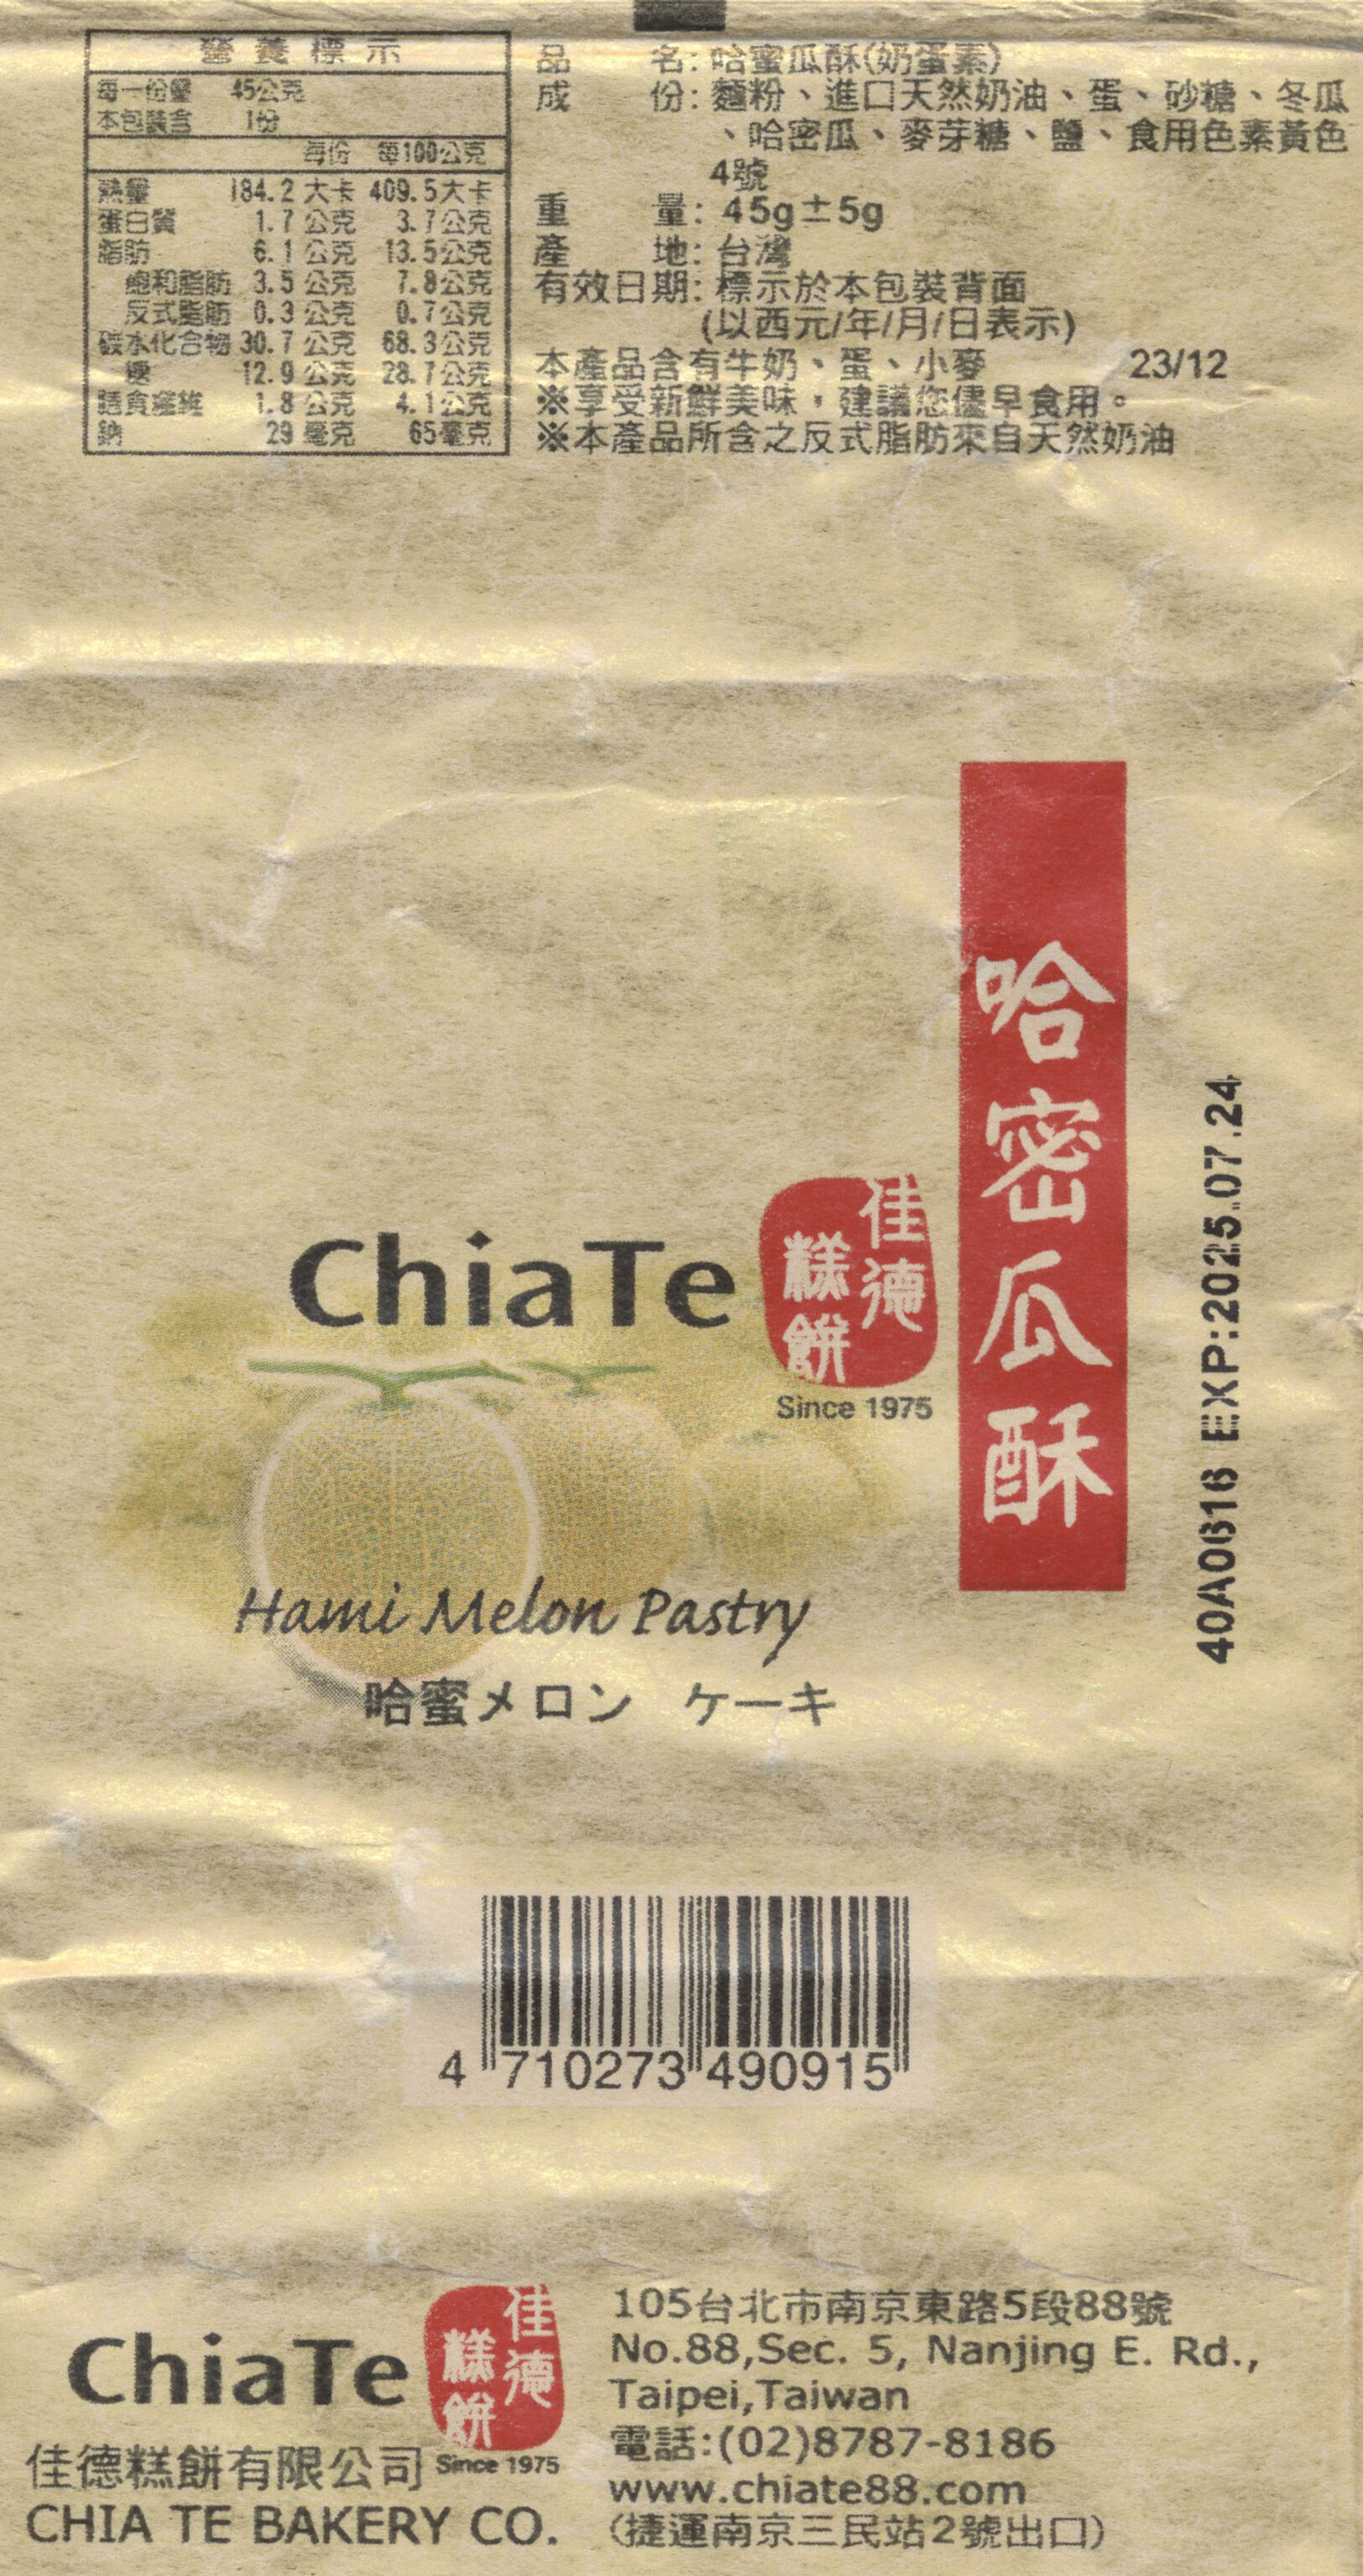 營養標示
每一份量 45公克
本包裝含 1份
每份 每100公克
熱量 184.2 大卡 409.5大卡
蛋白質 1.7 公克 3.7公克
脂肪 6.1 公克 13.5公克
飽和脂肪 3.5 公克 7.8公克
反式脂肪 0.3 公克 0.7公克
碳水化合物 30.7 公克 68.3公克
糖 12.9 公克 28.7公克
膳食纖維 1.8 公克 4.1公克
鈉 29 毫克 65毫克
品 名: 哈蜜瓜酥(奶蛋素)
成 份: 麵粉、進口天然奶油、蛋、砂糖、冬瓜
、哈密瓜、麥芽糖、鹽、食用色素黃色
4號
重 量: 45g±5g
產 地: 台灣
有效日期: 標示於本包裝背面
(以西元/年/月/日表示)
本產品含有牛奶、蛋、小麥 23/12
※享受新鮮美味，建議您儘早食用。
※本產品所含之反式脂肪來自天然奶油
哈密瓜酥
40A0616 EXP:2025.07.24
ChiaTe
佳德
糕餅
Since 1975
Hami Melon Pastry
哈蜜メロン ケーキ
4 710273 490915
ChiaTe
佳德
糕餅
Since 1975
佳德糕餅有限公司
CHIA TE BAKERY CO.
105台北市南京東路5段88號
No.88,Sec. 5, Nanjing E. Rd.,
Taipei,Taiwan
電話:(02)8787-8186
www.chiate88.com
(捷運南京三民站2號出口)